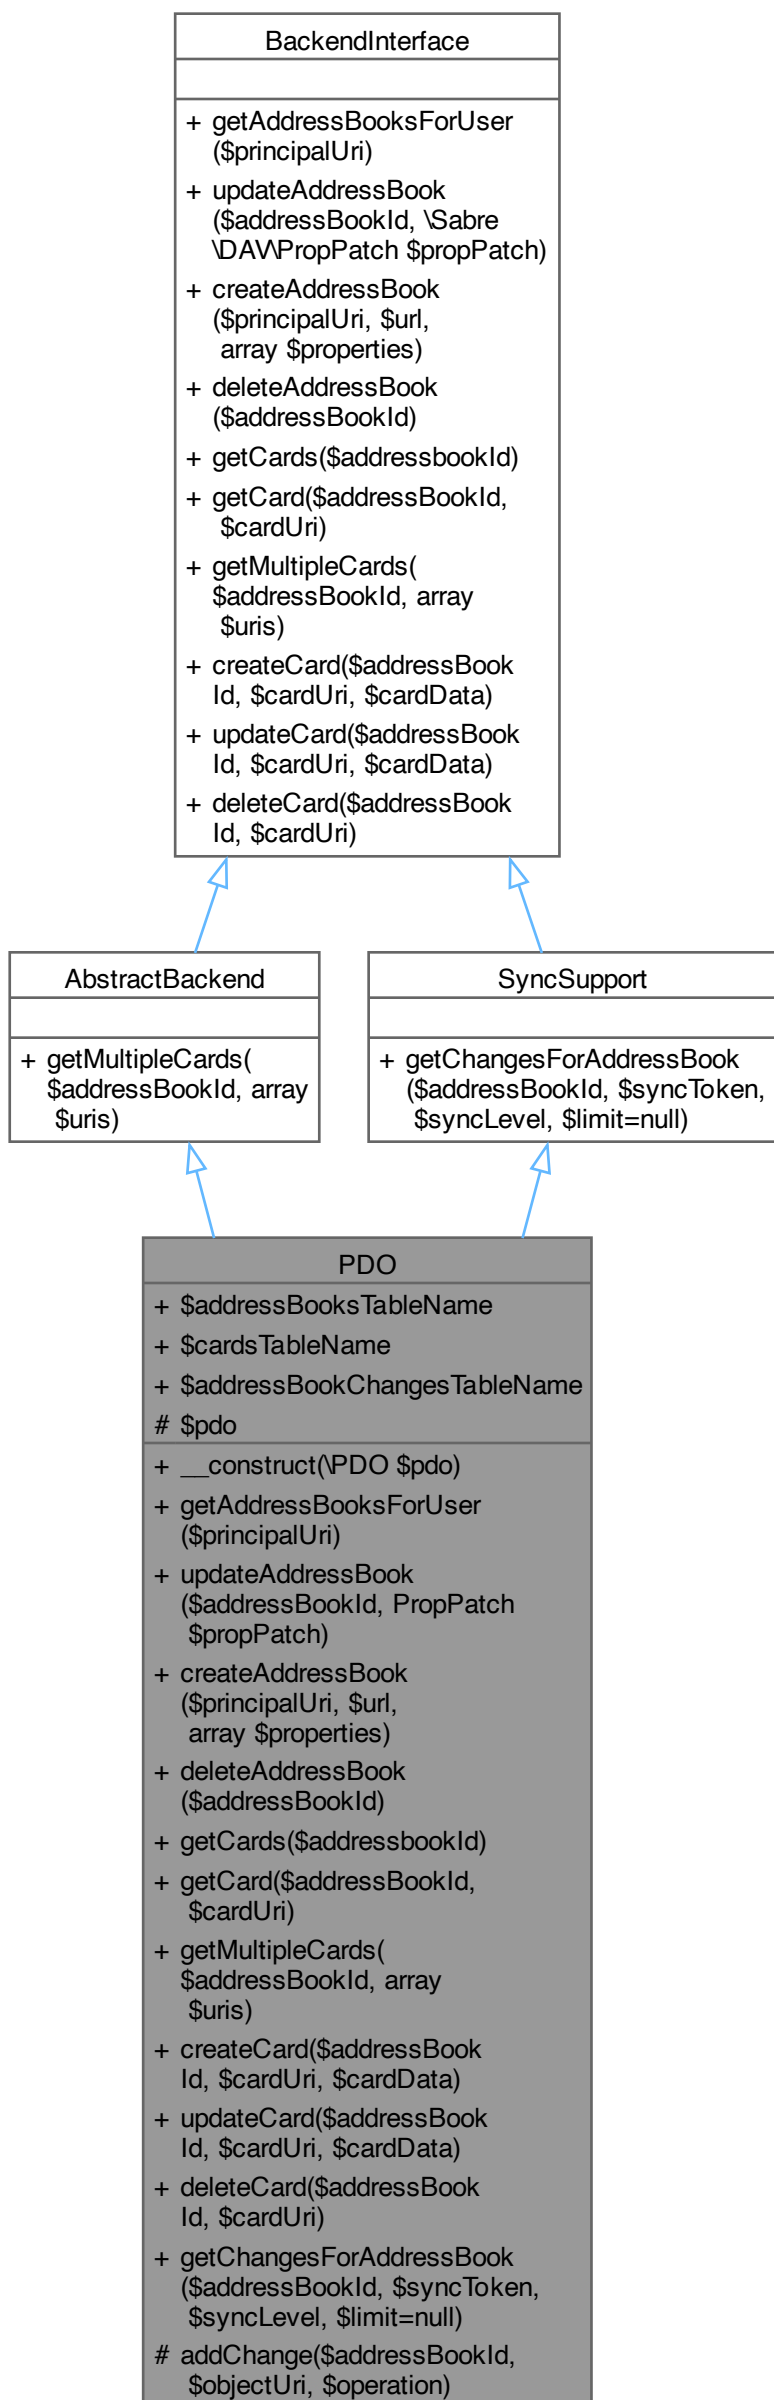 BackendInterface
+ getAddressBooksForUser
($principalUri)
+ updateAddressBook
($addressBookId, \Sabre
\DAV\PropPatch $propPatch)
+ createAddressBook
($principalUri, $url,
array $properties)
+ deleteAddressBook
($addressBookId)
+ getCards($addressbookId)
+ getCard($addressBookId,
$cardUri)
+ getMultipleCards(
$addressBookId, array
$uris)
+ createCard($addressBook
Id, $cardUri, $cardData)
+ updateCard($addressBook
Id, $cardUri, $cardData)
+ deleteCard($addressBook
Id, $cardUri)
AbstractBackend
+ getMultipleCards(
$addressBookId, array
$uris)
SyncSupport
+ getChangesForAddressBook
($addressBookId, $syncToken,
$syncLevel, $limit=null)
PDO
+ $addressBooksTableName
+ $cardsTableName
+ $addressBookChangesTableName
# $pdo
+ __construct(\PDO $pdo)
+ getAddressBooksForUser
($principalUri)
+ updateAddressBook
($addressBookId, PropPatch
$propPatch)
+ createAddressBook
($principalUri, $url,
array $properties)
+ deleteAddressBook
($addressBookId)
+ getCards($addressbookId)
+ getCard($addressBookId,
$cardUri)
+ getMultipleCards(
$addressBookId, array
$uris)
+ createCard($addressBook
Id, $cardUri, $cardData)
+ updateCard($addressBook
Id, $cardUri, $cardData)
+ deleteCard($addressBook
Id, $cardUri)
+ getChangesForAddressBook
($addressBookId, $syncToken,
$syncLevel, $limit=null)
# addChange($addressBookId,
$objectUri, $operation)